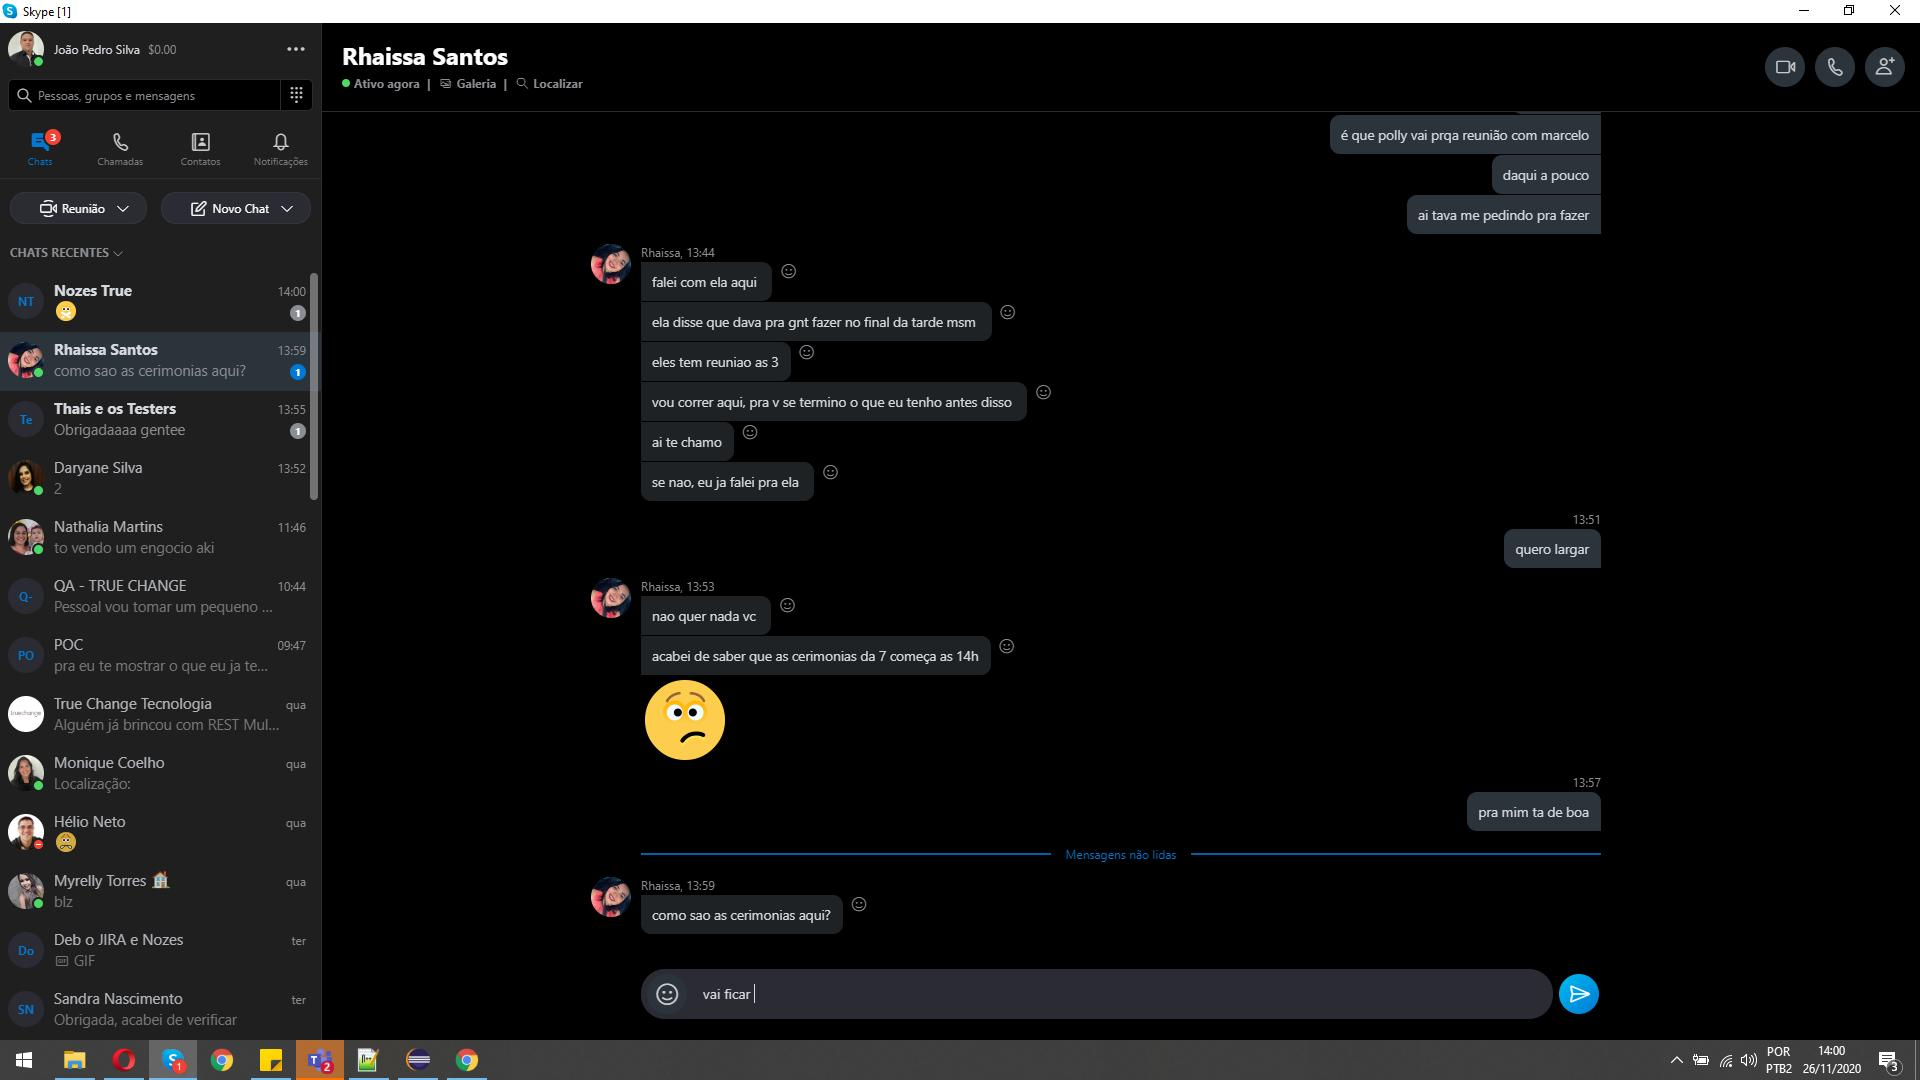 Skype [1]
João Pedro Silva $0.00
Pessoas, grupos e mensagens
Chats 3
Chamadas
Contatos
Notificações
Reunião
Novo Chat
CHATS RECENTES
NT
Nozes True 14:00
1
Rhaissa Santos 13:59
como sao as cerimonias aqui? 1
Te
Thais e os Testers 13:55
Obrigadaaaa gentee 1
Daryane Silva 13:52
2
Nathalia Martins 11:46
to vendo um engocio aki
Q-
QA - TRUE CHANGE 10:44
Pessoal vou tomar um pequeno ...
PO
POC 09:47
pra eu te mostrar o que eu ja te...
truechange
True Change Tecnologia qua
Alguém já brincou com REST Mul...
Monique Coelho qua
Localização:
Hélio Neto qua
Myrelly Torres qua
blz
Do
Deb o JIRA e Nozes ter
GIF
SN
Sandra Nascimento ter
Obrigada, acabei de verificar
Rhaissa Santos
Ativo agora | Galeria | Localizar
é que polly vai prqa reunião com marcelo
daqui a pouco
ai tava me pedindo pra fazer
Rhaissa, 13:44
falei com ela aqui
ela disse que dava pra gnt fazer no final da tarde msm
eles tem reuniao as 3
vou correr aqui, pra v se termino o que eu tenho antes disso
ai te chamo
se nao, eu ja falei pra ela
13:51
quero largar
Rhaissa, 13:53
nao quer nada vc
acabei de saber que as cerimonias da 7 começa as 14h
13:57
pra mim ta de boa
Mensagens não lidas
Rhaissa, 13:59
como sao as cerimonias aqui?
vai ficar
1
2
POR
PTB2
14:00
26/11/2020
3